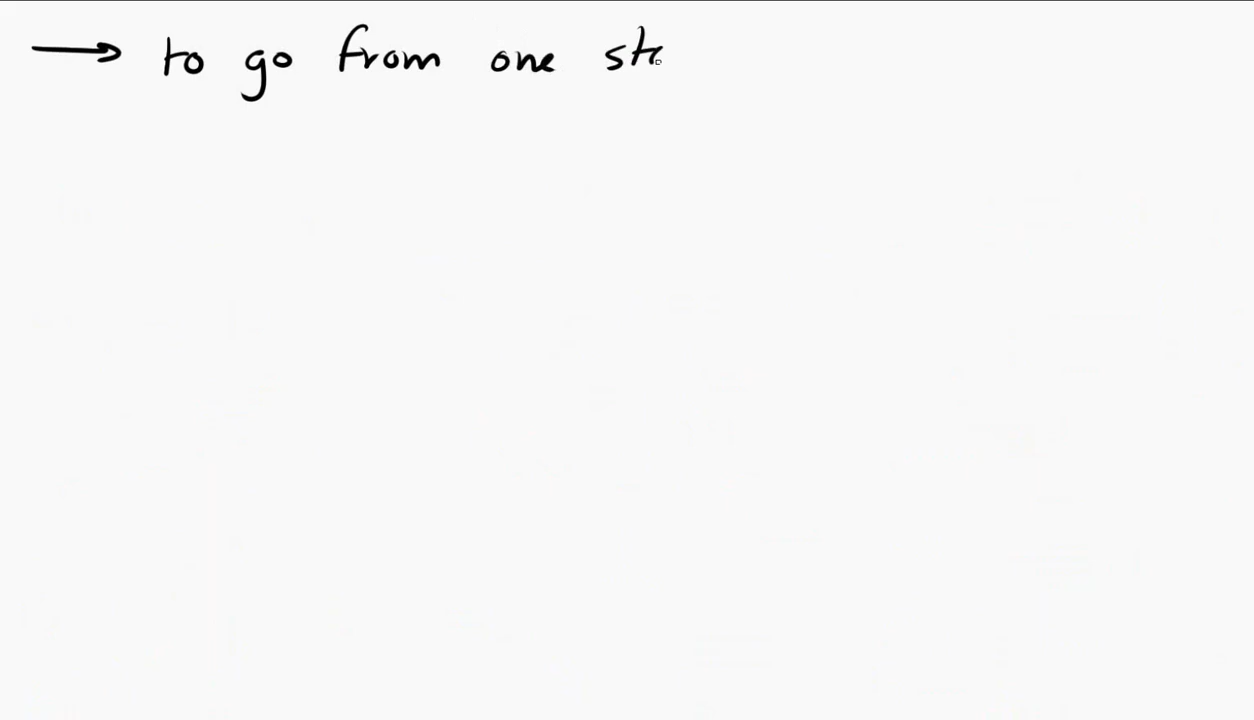 → to go from one st